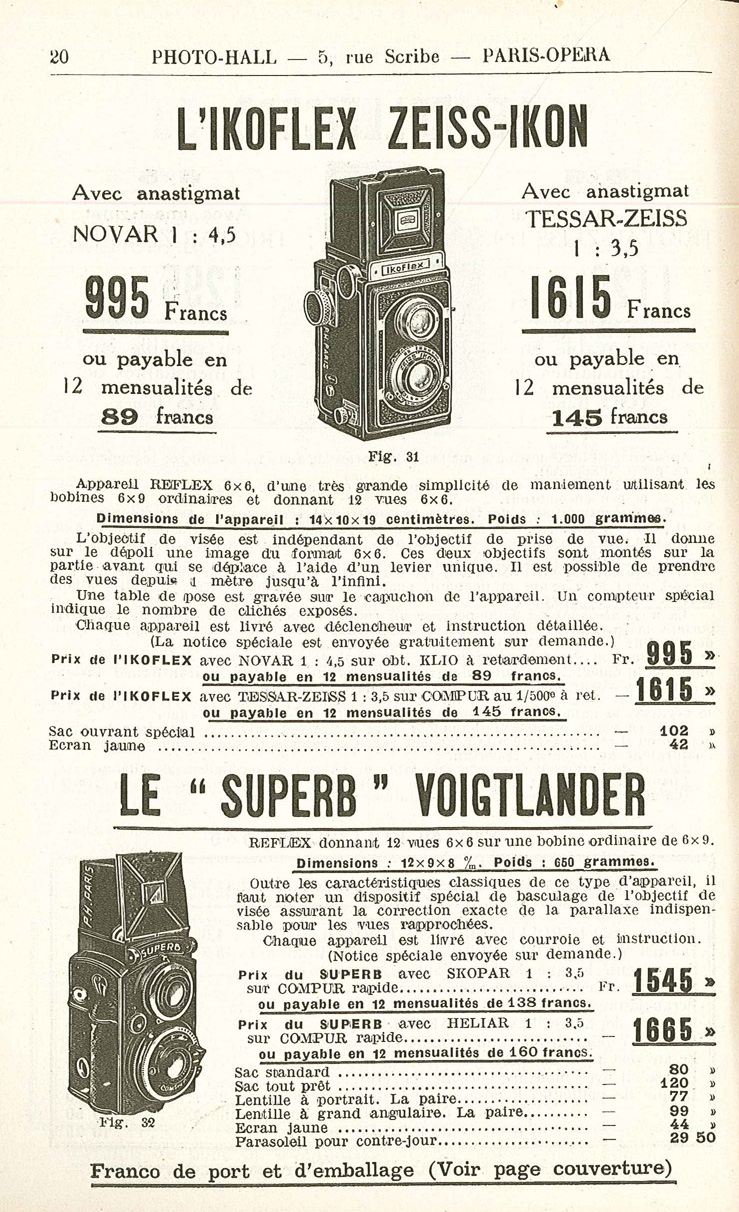 20 PHOTO-HALL — 5, rue Scribe — PARIS-OPERA
L'IKOFLEX ZEISS-IKON
Avec anastigmat
NOVAR 1 : 4,5
995 Francs
ou payable en
12 mensualités de
89 francs
Ikoflex
PH. PARIS
Fig. 31
Avec anastigmat
TESSAR-ZEISS
1 : 3,5
1615 Francs
ou payable en
12 mensualités de
145 francs
Appareil REFLEX 6×6, d'une très grande simplicité de maniement utilisant les
bobines 6×9 ordinaires et donnant 12 vues 6×6.
Dimensions de l'appareil : 14×10×19 centimètres. Poids : 1.000 grammes.
L'objectif de visée est indépendant de l'objectif de prise de vue. Il donne
sur le dépoli une image du format 6×6. Ces deux objectifs sont montés sur la
partie avant qui se déplace à l'aide d'un levier unique. Il est possible de prendre
des vues depuis 1 mètre jusqu'à l'infini.
Une table de pose est gravée sur le capuchon de l'appareil. Un compteur spécial
indique le nombre de clichés exposés.
Chaque appareil est livré avec déclencheur et instruction détaillée.
(La notice spéciale est envoyée gratuitement sur demande.)
Prix de l'IKOFLEX avec NOVAR 1 : 4,5 sur obt. KLIO à retardement.... Fr. 995 »
ou payable en 12 mensualités de 89 francs.
Prix de l'IKOFLEX avec TESSAR-ZEISS 1 : 3,5 sur COMPUR au 1/500e à ret. — 1615 »
ou payable en 12 mensualités de 145 francs.
Sac ouvrant spécial ........ — 102 »
Ecran jaune ........ — 42 »
LE " SUPERB " VOIGTLANDER
PH. PARIS
SUPERB
Fig. 32
REFLEX donnant 12 vues 6×6 sur une bobine ordinaire de 6×9.
Dimensions : 12×9×8 c/m. Poids : 650 grammes.
Outre les caractéristiques classiques de ce type d'appareil, il
faut noter un dispositif spécial de basculage de l'objectif de
visée assurant la correction exacte de la parallaxe indispen-
sable pour les vues rapprochées.
Chaque appareil est livré avec courroie et instruction.
(Notice spéciale envoyée sur demande.)
Prix du SUPERB avec SKOPAR 1 : 3,5
sur COMPUR rapide........ Fr. 1545 »
ou payable en 12 mensualités de 138 francs.
Prix du SUPERB avec HELIAR 1 : 3,5
sur COMPUR rapide........ — 1665 »
ou payable en 12 mensualités de 160 francs.
Sac standard ........ — 80 »
Sac tout prêt ........ — 120 »
Lentille à portrait. La paire........ — 77 »
Lentille à grand angulaire. La paire........ — 99 »
Ecran jaune ........ — 44 »
Parasoleil pour contre-jour........ — 29 50
Franco de port et d'emballage (Voir page couverture)